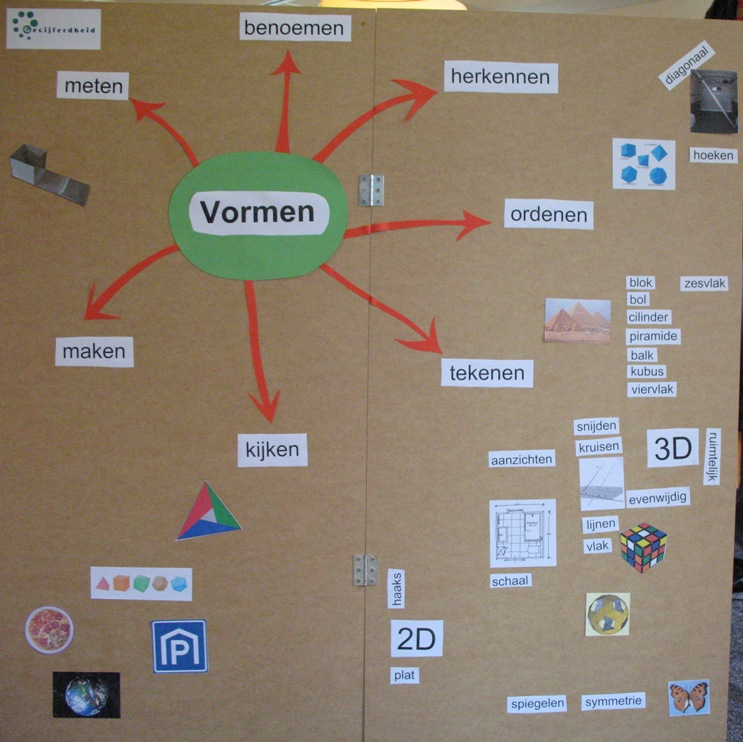 Gecijferdheid
benoemen
meten
herkennen
diagonaal
hoeken
Vormen
ordenen
blok
zesvlak
bol
cilinder
piramide
balk
kubus
viervlak
maken
tekenen
kijken
snijden
kruisen
3D
ruimtelijk
aanzichten
evenwijdig
lijnen
vlak
schaal
haaks
2D
plat
P
spiegelen
symmetrie